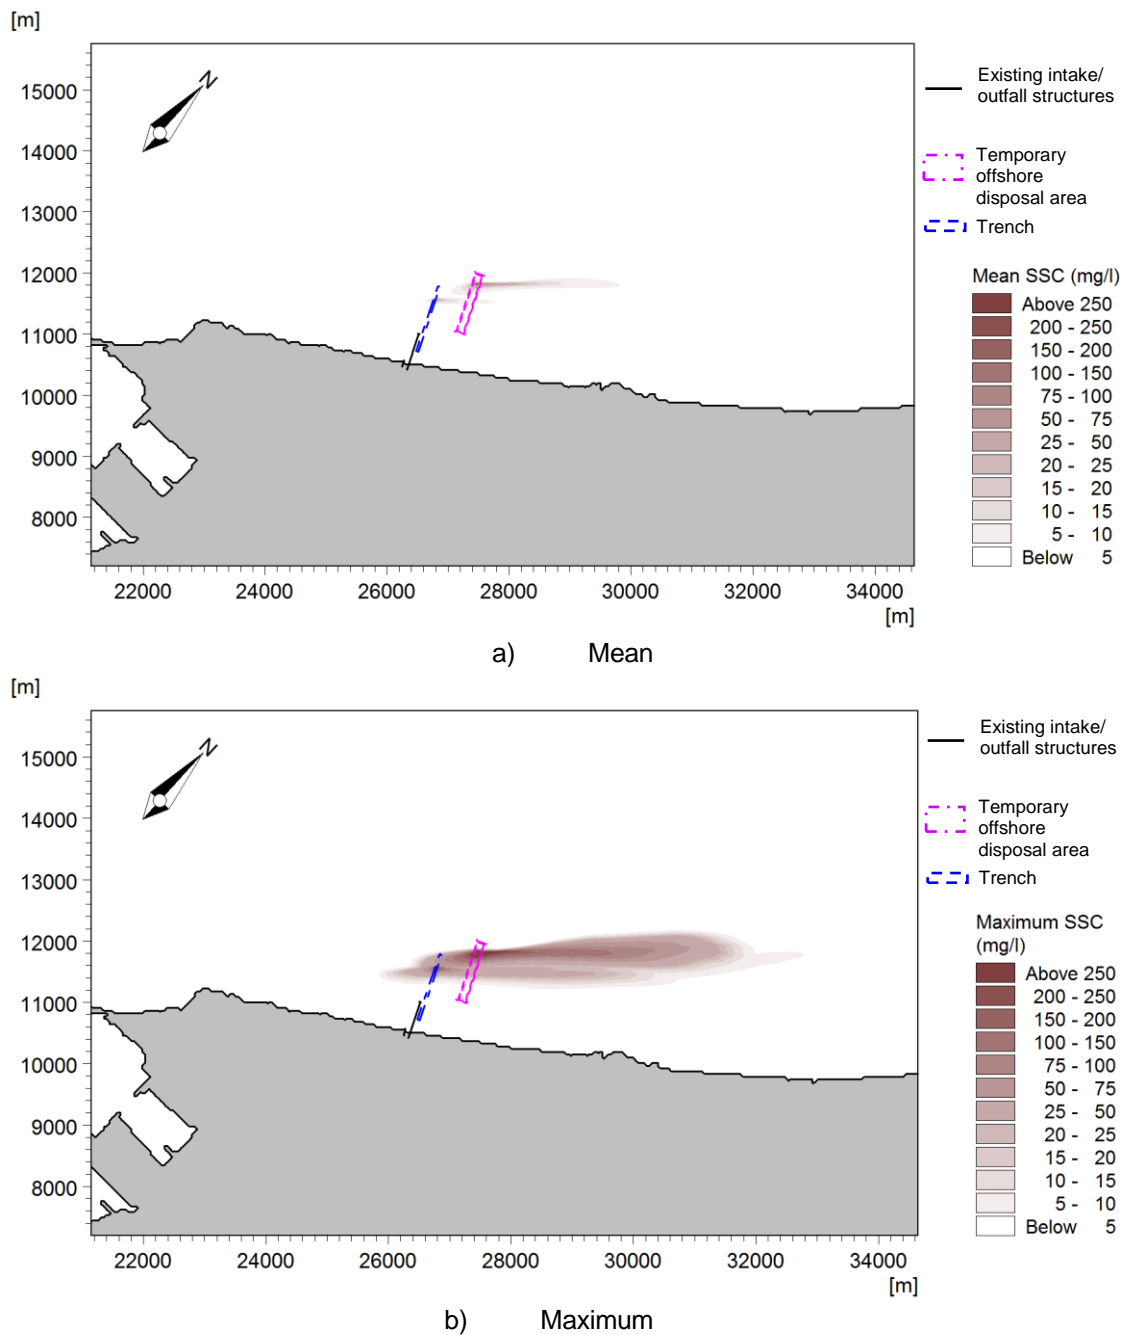 [m]
15000
14000
13000
12000
11000
10000
9000
8000
22000 24000 26000 28000 30000 32000 34000
[m]
N
Existing intake/
outfall structures
Temporary
offshore
disposal area
Trench
Mean SSC (mg/l)
Above 250
200 - 250
150 - 200
100 - 150
75 - 100
50 - 75
25 - 50
20 - 25
15 - 20
10 - 15
5 - 10
Below 5
a) Mean
[m]
15000
14000
13000
12000
11000
10000
9000
8000
22000 24000 26000 28000 30000 32000 34000
[m]
N
Existing intake/
outfall structures
Temporary
offshore
disposal area
Trench
Maximum SSC
(mg/l)
Above 250
200 - 250
150 - 200
100 - 150
75 - 100
50 - 75
25 - 50
20 - 25
15 - 20
10 - 15
5 - 10
Below 5
b) Maximum